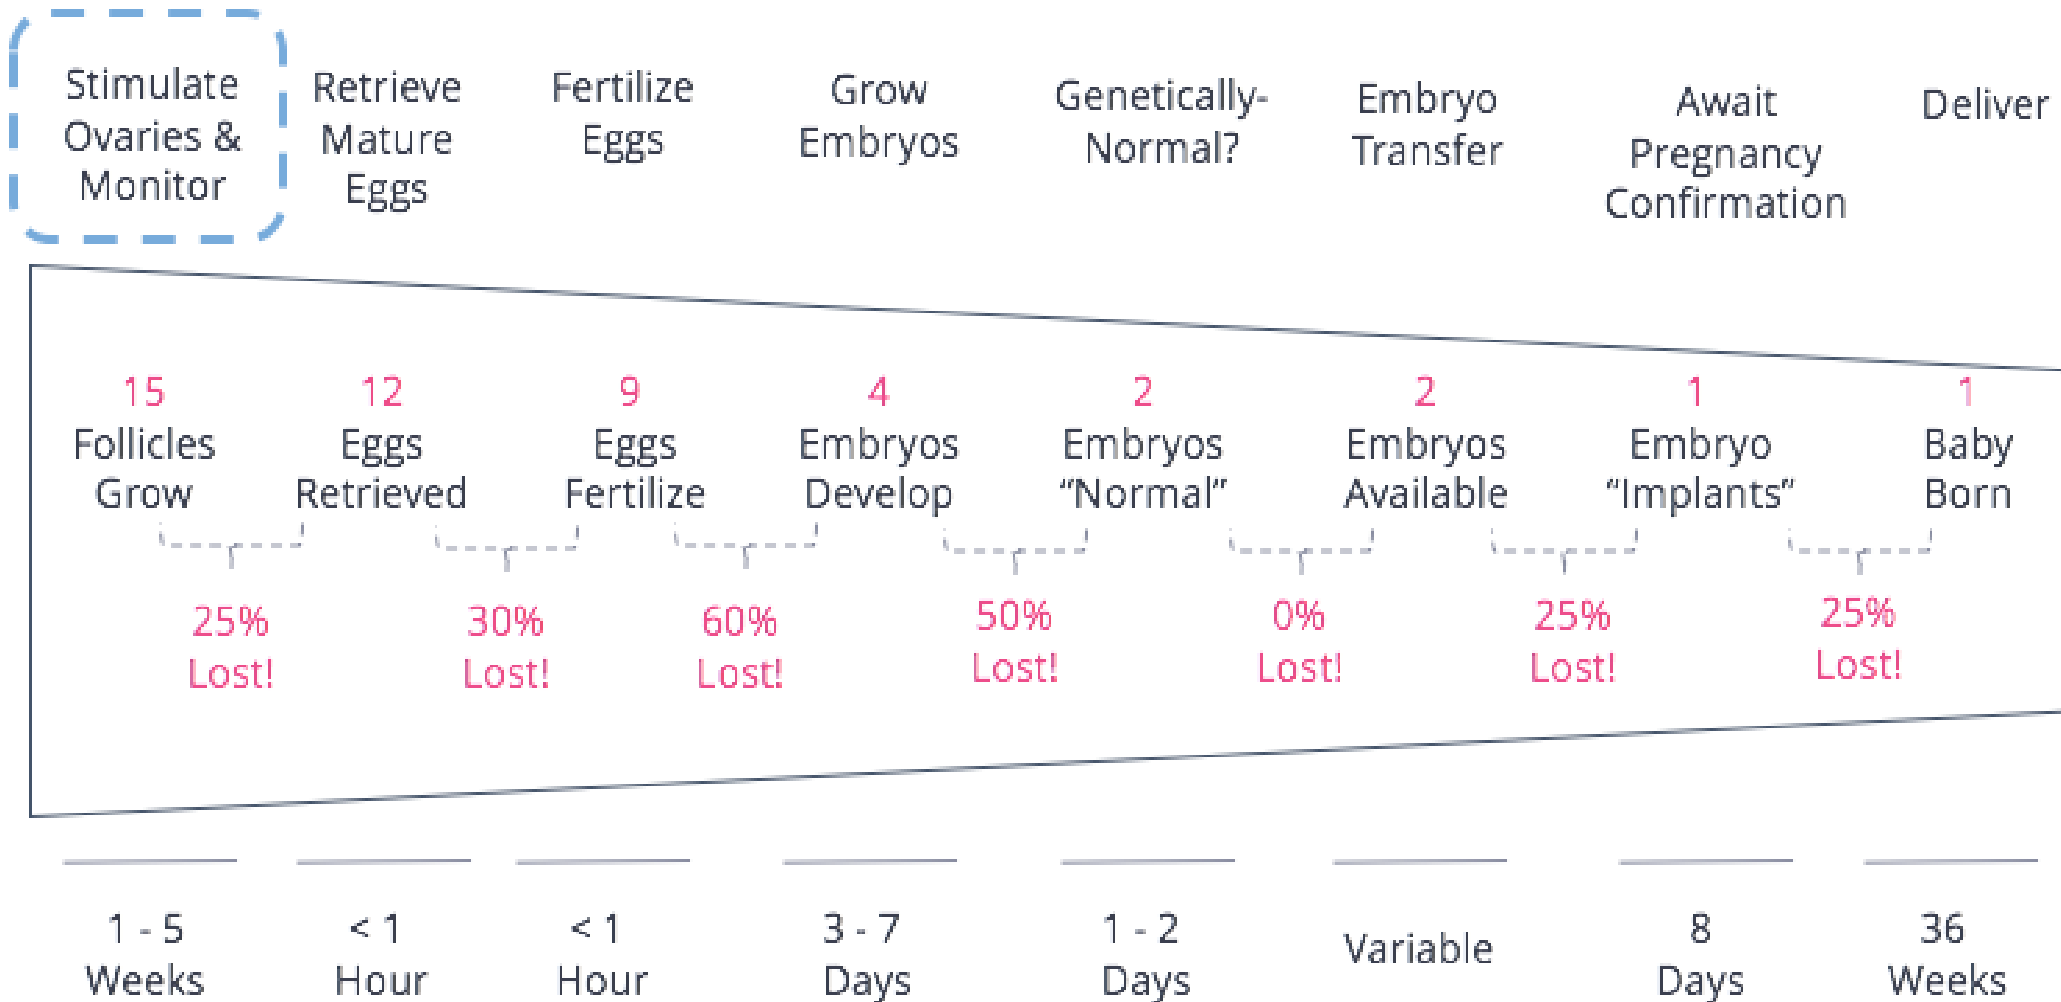 Stimulate
Ovaries &
Monitor
Retrieve
Mature
Eggs
Fertilize
Eggs
Grow
Embryos
Genetically-
Normal?
Embryo
Transfer
Await
Pregnancy
Confirmation
Deliver
15
Follicles
Grow
12
Eggs
Retrieved
9
Eggs
Fertilize
4
Embryos
Develop
2
Embryos
“Normal”
2
Embryos
Available
1
Embryo
“Implants”
1
Baby
Born
25%
Lost!
30%
Lost!
60%
Lost!
50%
Lost!
0%
Lost!
25%
Lost!
25%
Lost!
1 - 5
Weeks
< 1
Hour
< 1
Hour
3 - 7
Days
1 - 2
Days
Variable
8
Days
36
Weeks